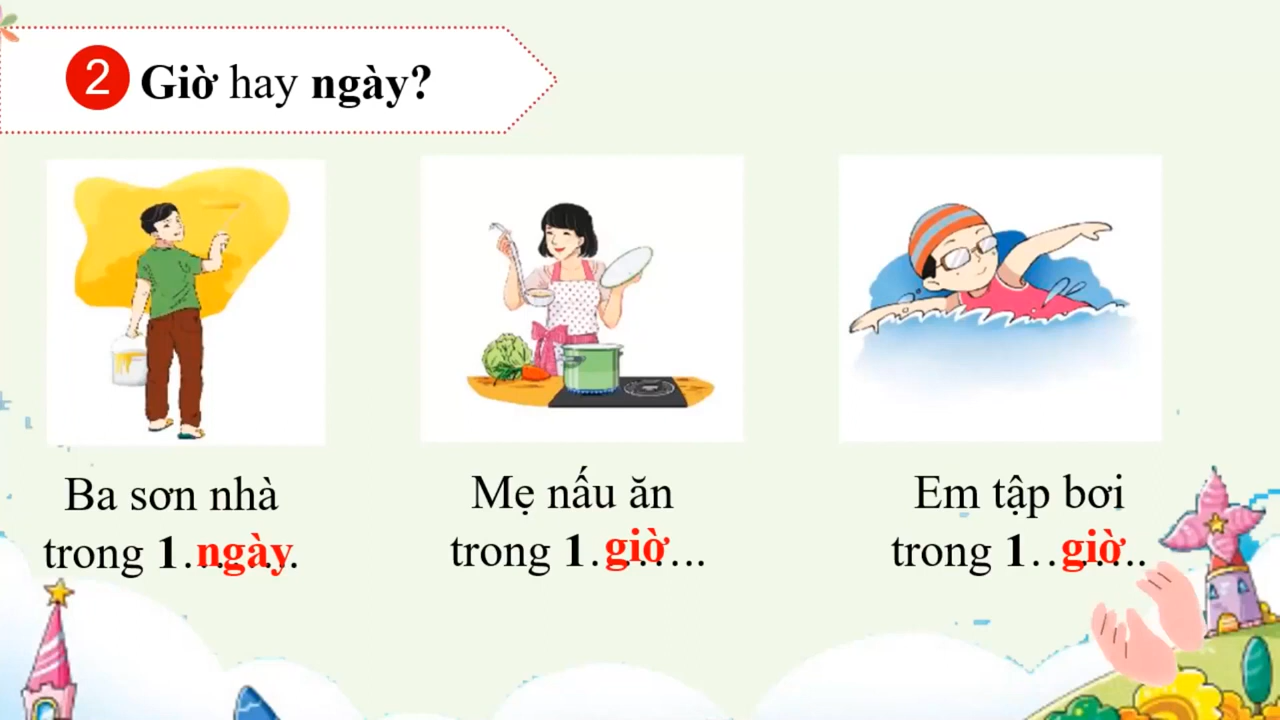 2 Giờ hay ngày?
Ba sơn nhà
trong 1 ngày
Mẹ nấu ăn
trong 1 giờ
Em tập bơi
trong 1 giờ